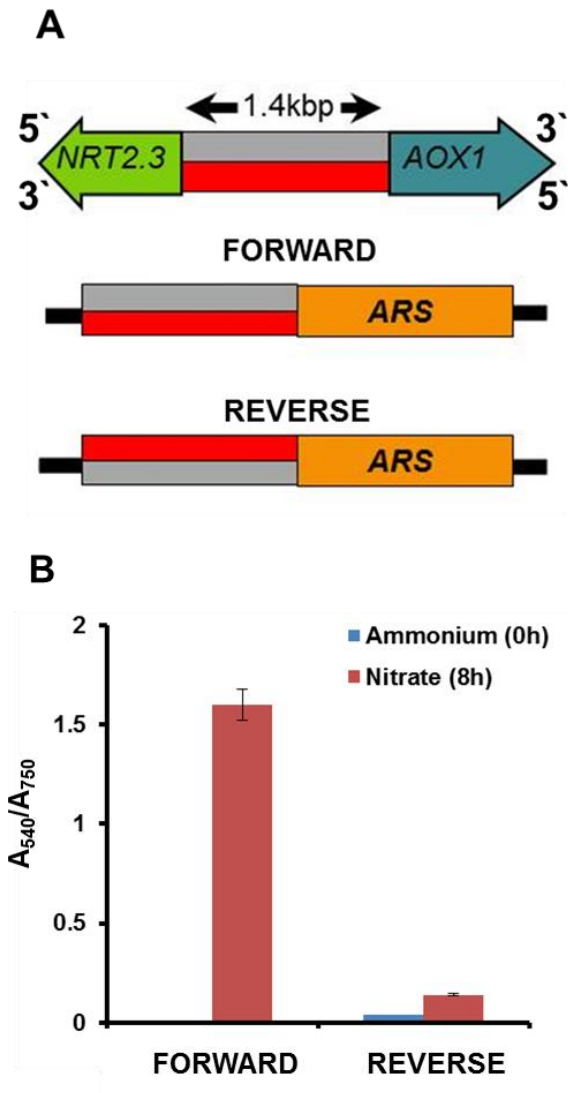 A
1.4kbp
5` NRT2.3 AOX1 3`
3` 5`
FORWARD
ARS
REVERSE
ARS
B
2
1.5
1
0.5
0
A540/A750
Ammonium (0h)
Nitrate (8h)
FORWARD REVERSE